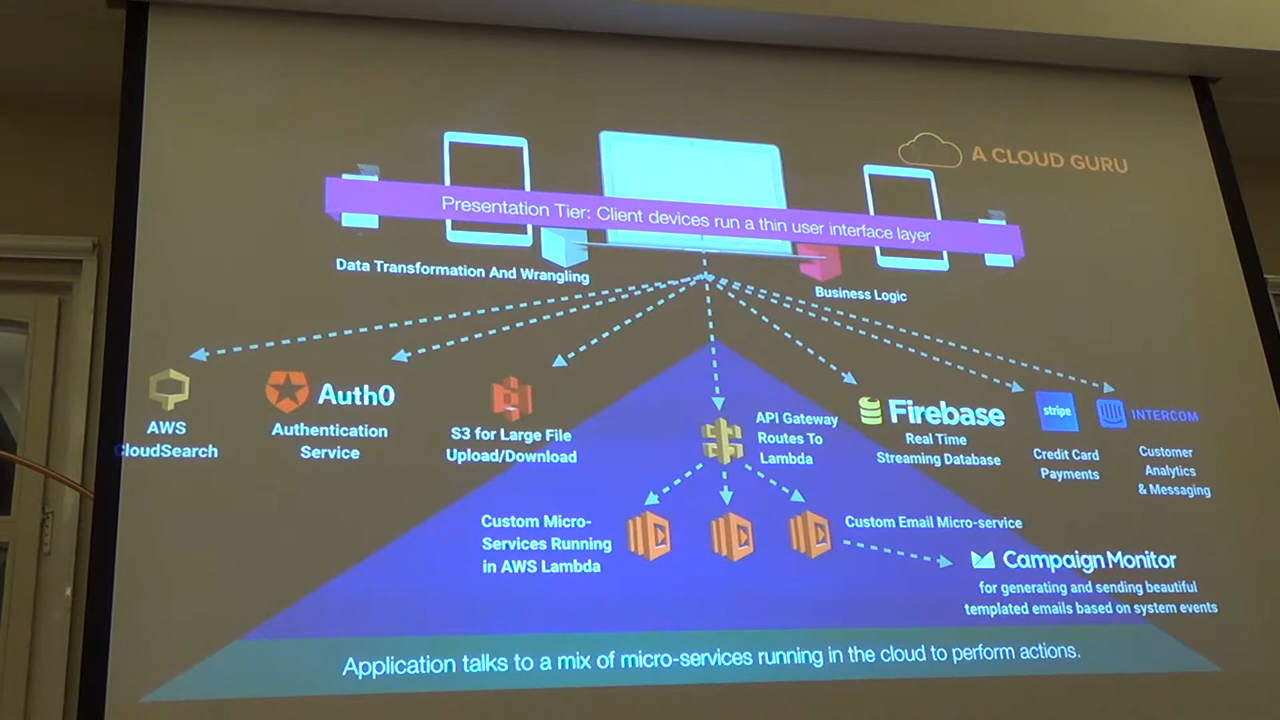 A CLOUD GURU
Presentation Tier: Client devices run a thin user interface layer
Data Transformation And Wrangling
Business Logic
AWS
CloudSearch
Auth0
Authentication
Service
S3 for Large File
Upload/Download
API Gateway
Routes To
Lambda
Firebase
Real Time
Streaming Database
stripe
Credit Card
Payments
INTERCOM
Customer
Analytics
& Messaging
Custom Micro-
Services Running
in AWS Lambda
Custom Email Micro-service
Campaign Monitor
for generating and sending beautiful
templated emails based on system events
Application talks to a mix of micro-services running in the cloud to perform actions.